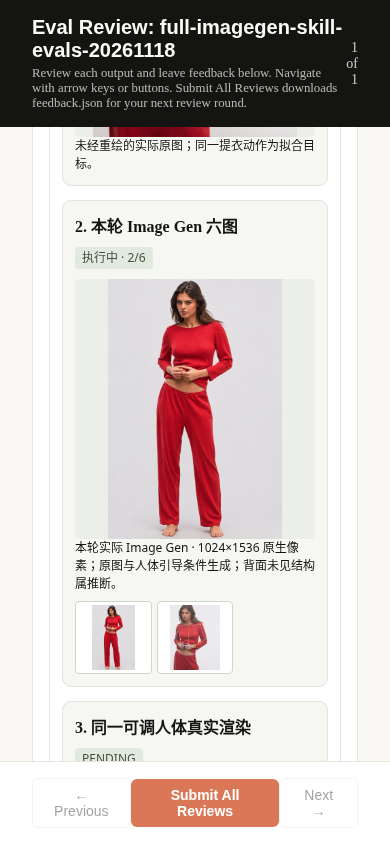 Eval Review: full-imagegen-skill-
evals-20261118
Review each output and leave feedback below. Navigate
with arrow keys or buttons. Submit All Reviews downloads
feedback.json for your next review round.
1
of
1
未经重绘的实际原图；同一提衣动作为拟合目
标。
2. 本轮 Image Gen 六图
执行中 · 2/6
本轮实际 Image Gen · 1024×1536 原生像
素；原图与人体引导条件生成；背面未见结构
属推断。
3. 同一可调人体真实渲染
PENDING
←
Previous
Submit All
Reviews
Next
→